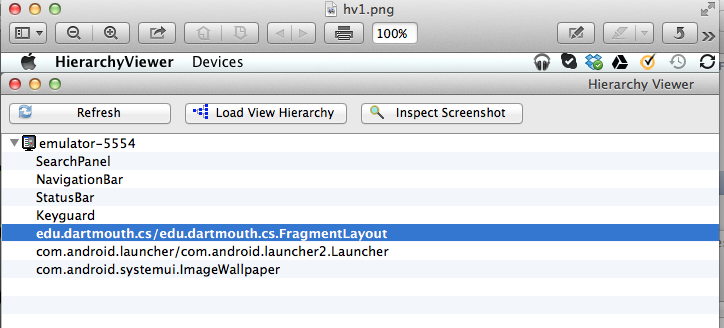 hv1.png
100%
HierarchyViewer Devices
Hierarchy Viewer
Refresh Load View Hierarchy Inspect Screenshot
emulator-5554
SearchPanel
NavigationBar
StatusBar
Keyguard
edu.dartmouth.cs/edu.dartmouth.cs.FragmentLayout
com.android.launcher/com.android.launcher2.Launcher
com.android.systemui.ImageWallpaper